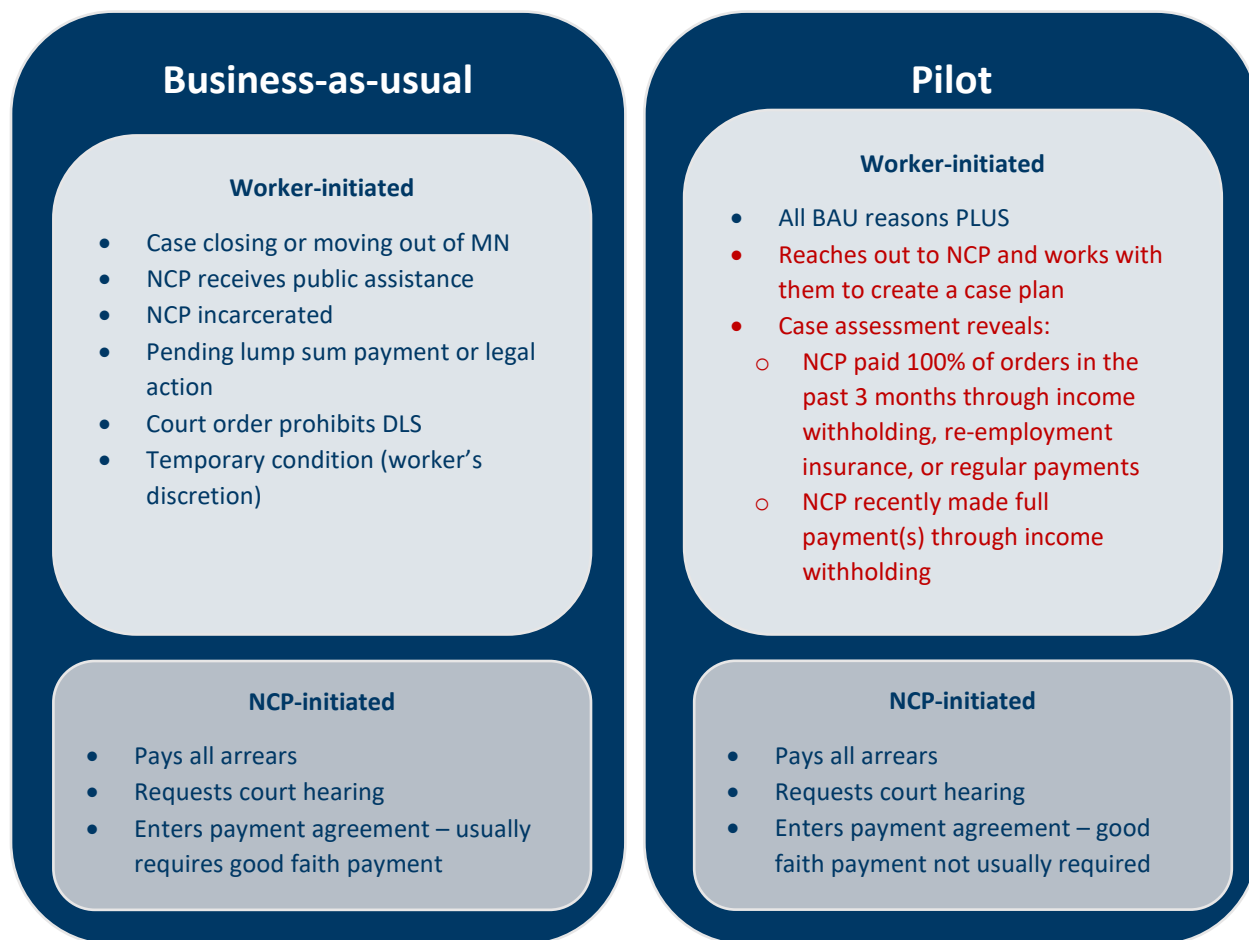 Business-as-usual
Worker-initiated
• Case closing or moving out of MN
• NCP receives public assistance
• NCP incarcerated
• Pending lump sum payment or legal
action
• Court order prohibits DLS
• Temporary condition (worker’s
discretion)
NCP-initiated
• Pays all arrears
• Requests court hearing
• Enters payment agreement – usually
requires good faith payment
Pilot
Worker-initiated
• All BAU reasons PLUS
• Reaches out to NCP and works with
them to create a case plan
• Case assessment reveals:
o NCP paid 100% of orders in the
past 3 months through income
withholding, re-employment
insurance, or regular payments
o NCP recently made full
payment(s) through income
withholding
NCP-initiated
• Pays all arrears
• Requests court hearing
• Enters payment agreement – good
faith payment not usually required